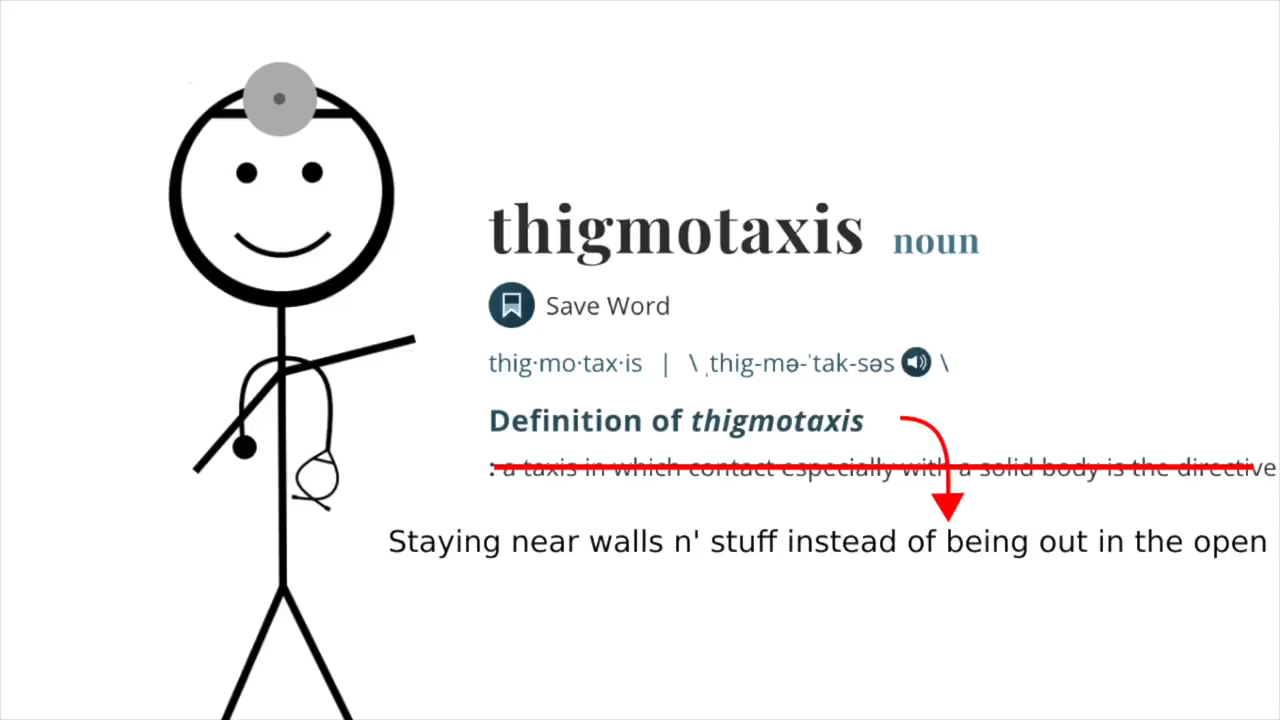 thigmotaxis noun
Save Word
thig·mo·tax·is | \ ˌthig-mə-ˈtak-səs \
Definition of thigmotaxis
: a taxis in which contact especially with a solid body is the directive
Staying near walls n' stuff instead of being out in the open